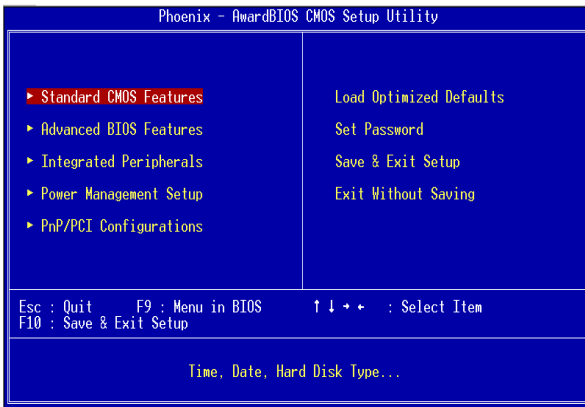 Phoenix - AwardBIOS CMOS Setup Utility
► Standard CMOS Features
► Advanced BIOS Features
► Integrated Peripherals
► Power Management Setup
► PnP/PCI Configurations
Load Optimized Defaults
Set Password
Save & Exit Setup
Exit Without Saving
Esc : Quit F9 : Menu in BIOS ↑ ↓ → ← : Select Item
F10 : Save & Exit Setup
Time, Date, Hard Disk Type...